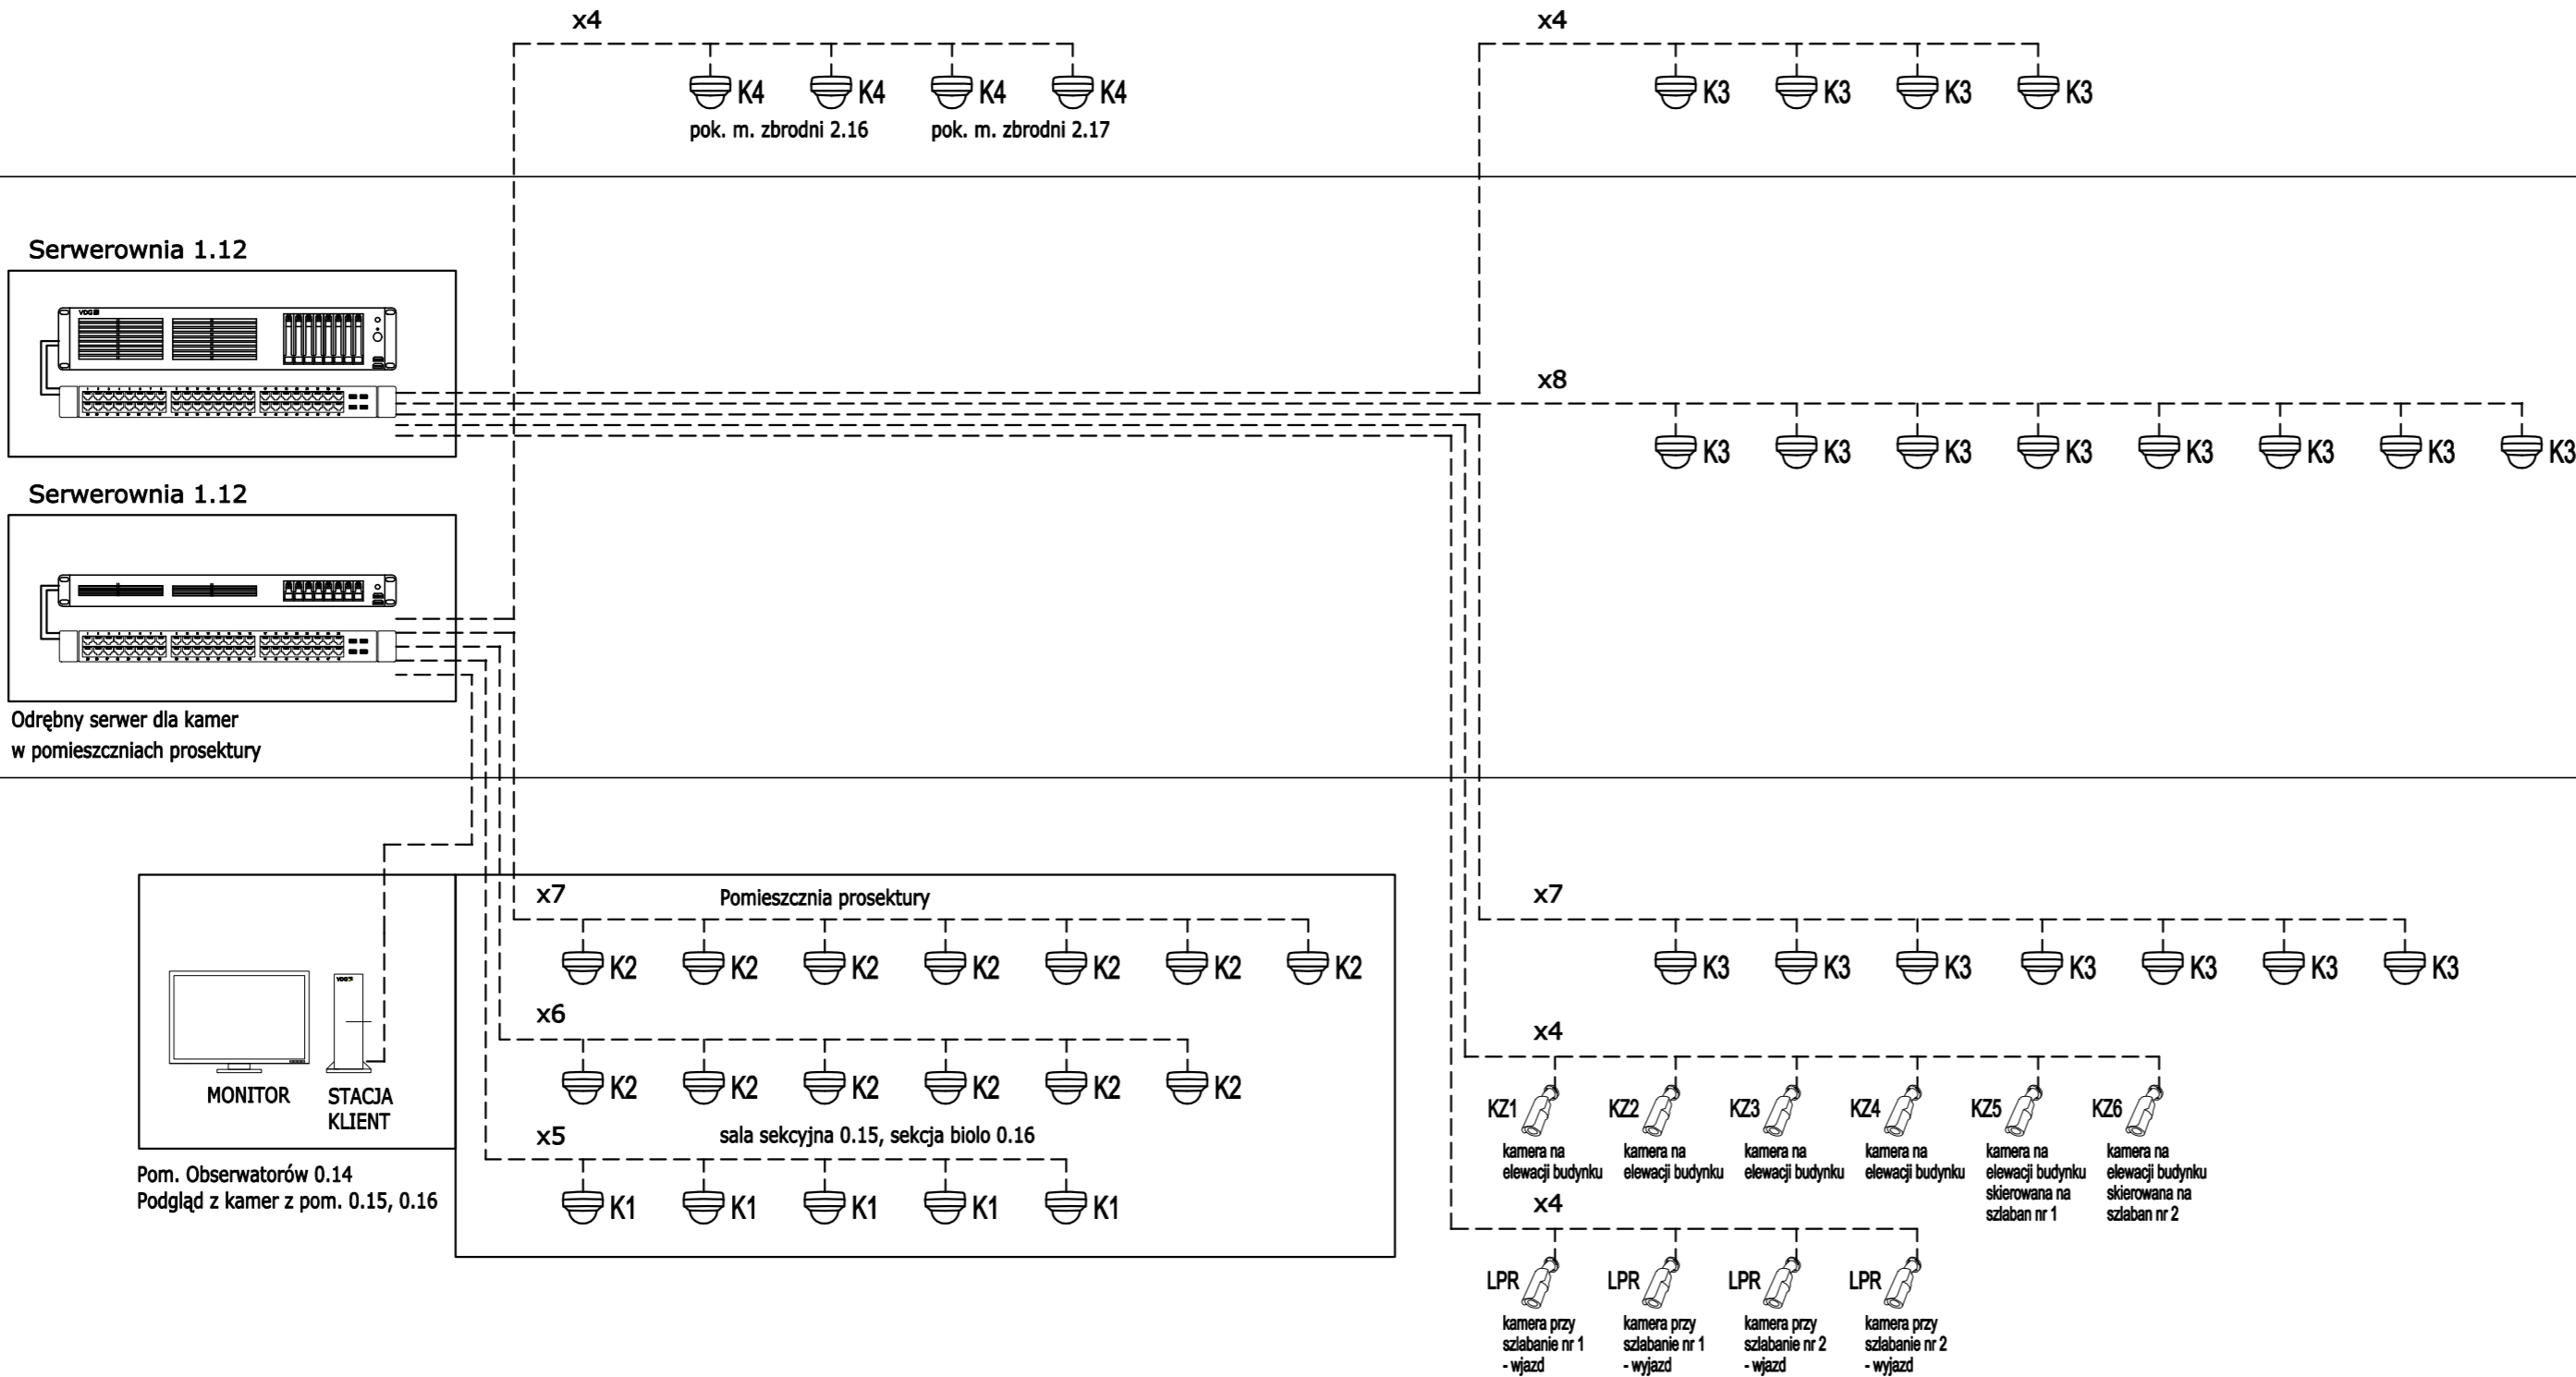 x4
x4
K4 K4 K4 K4
K3 K3 K3 K3
pok. m. zbrodni 2.16
pok. m. zbrodni 2.17
Serwerownia 1.12
VDG
x8
K3 K3 K3 K3 K3 K3 K3 K3
Serwerownia 1.12
Odrębny serwer dla kamer
w pomieszczniach prosektury
x7
Pomieszcznia prosektury
K2 K2 K2 K2 K2 K2 K2
x6
K2 K2 K2 K2 K2 K2
x5
sala sekcyjna 0.15, sekcja biolo 0.16
K1 K1 K1 K1 K1
VDG
MONITOR
STACJA
KLIENT
Pom. Obserwatorów 0.14
Podgląd z kamer z pom. 0.15, 0.16
x7
K3 K3 K3 K3 K3 K3 K3
x4
KZ1
kamera na
elewacji budynku
KZ2
kamera na
elewacji budynku
KZ3
kamera na
elewacji budynku
KZ4
kamera na
elewacji budynku
KZ5
kamera na
elewacji budynku
skierowana na
szlaban nr 1
KZ6
kamera na
elewacji budynku
skierowana na
szlaban nr 2
x4
LPR
kamera przy
szlabanie nr 1
- wjazd
LPR
kamera przy
szlabanie nr 1
- wyjazd
LPR
kamera przy
szlabanie nr 2
- wjazd
LPR
kamera przy
szlabanie nr 2
- wyjazd